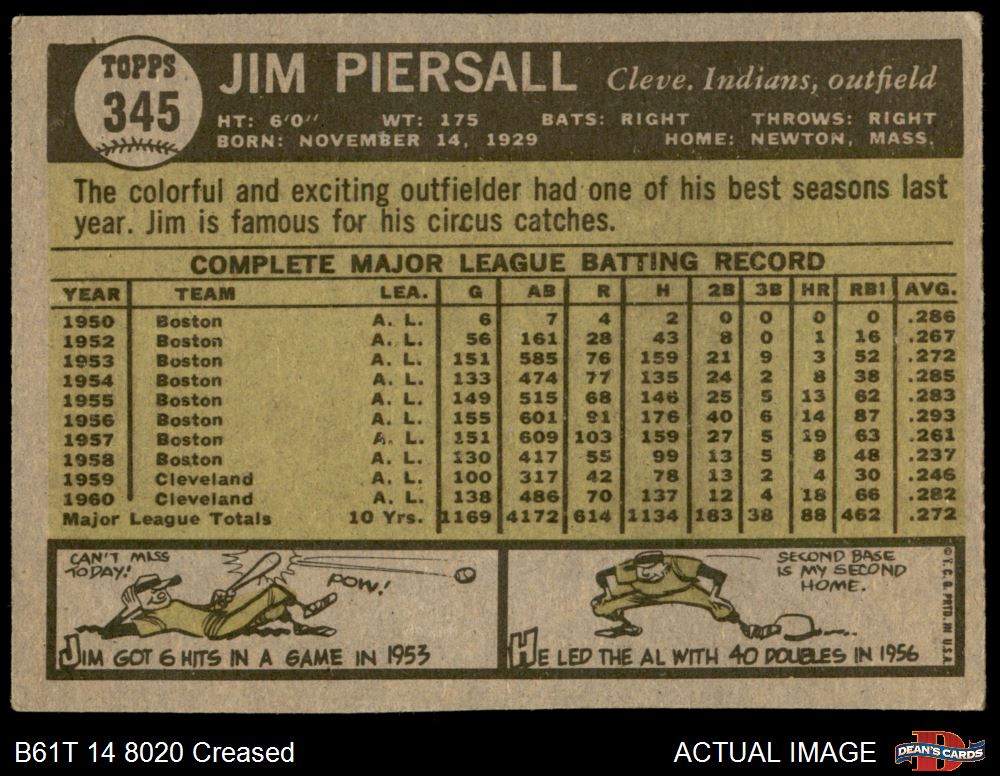 TOPPS
345
JIM PIERSALL Cleve. Indians, outfield
HT: 6'0" WT: 175 BATS: RIGHT THROWS: RIGHT
BORN: NOVEMBER 14, 1929 HOME: NEWTON, MASS.
The colorful and exciting outfielder had one of his best seasons last
year. Jim is famous for his circus catches.
COMPLETE MAJOR LEAGUE BATTING RECORD
YEAR TEAM LEA. G AB R H 2B 3B HR RBI AVG.
1950 Boston A. L. 6 7 4 2 0 0 0 0 .286
1952 Boston A. L. 56 161 28 43 8 0 1 16 .267
1953 Boston A. L. 151 585 76 159 21 9 3 52 .272
1954 Boston A. L. 133 474 77 135 24 2 8 38 .285
1955 Boston A. L. 149 515 68 146 25 5 13 62 .283
1956 Boston A. L. 155 601 91 176 40 6 14 87 .293
1957 Boston A. L. 151 609 103 159 27 5 19 63 .261
1958 Boston A. L. 130 417 55 99 13 5 8 48 .237
1959 Cleveland A. L. 100 317 42 78 13 2 4 30 .246
1960 Cleveland A. L. 138 486 70 137 12 4 18 66 .282
Major League Totals 10 Yrs. 1169 4172 614 1134 183 38 88 462 .272
CAN'T MISS
TODAY!
POW!
JIM GOT 6 HITS IN A GAME IN 1953
SECOND BASE
IS MY SECOND
HOME.
HE LED THE AL WITH 40 DOUBLES IN 1956
© T. C. G. PRTD. IN U.S.A.
B61T 14 8020 Creased
ACTUAL IMAGE
D
DEAN'S CARDS